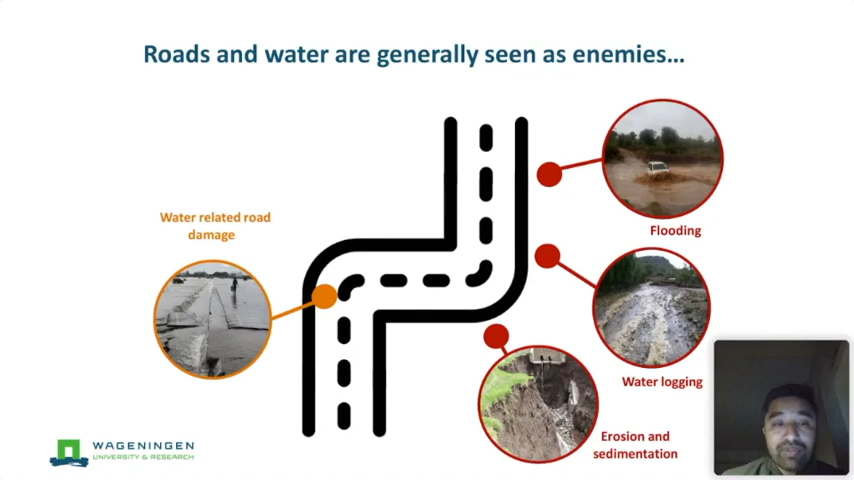 Roads and water are generally seen as enemies...
Water related road
damage
Flooding
Water logging
Erosion and
sedimentation
WAGENINGEN
UNIVERSITY & RESEARCH